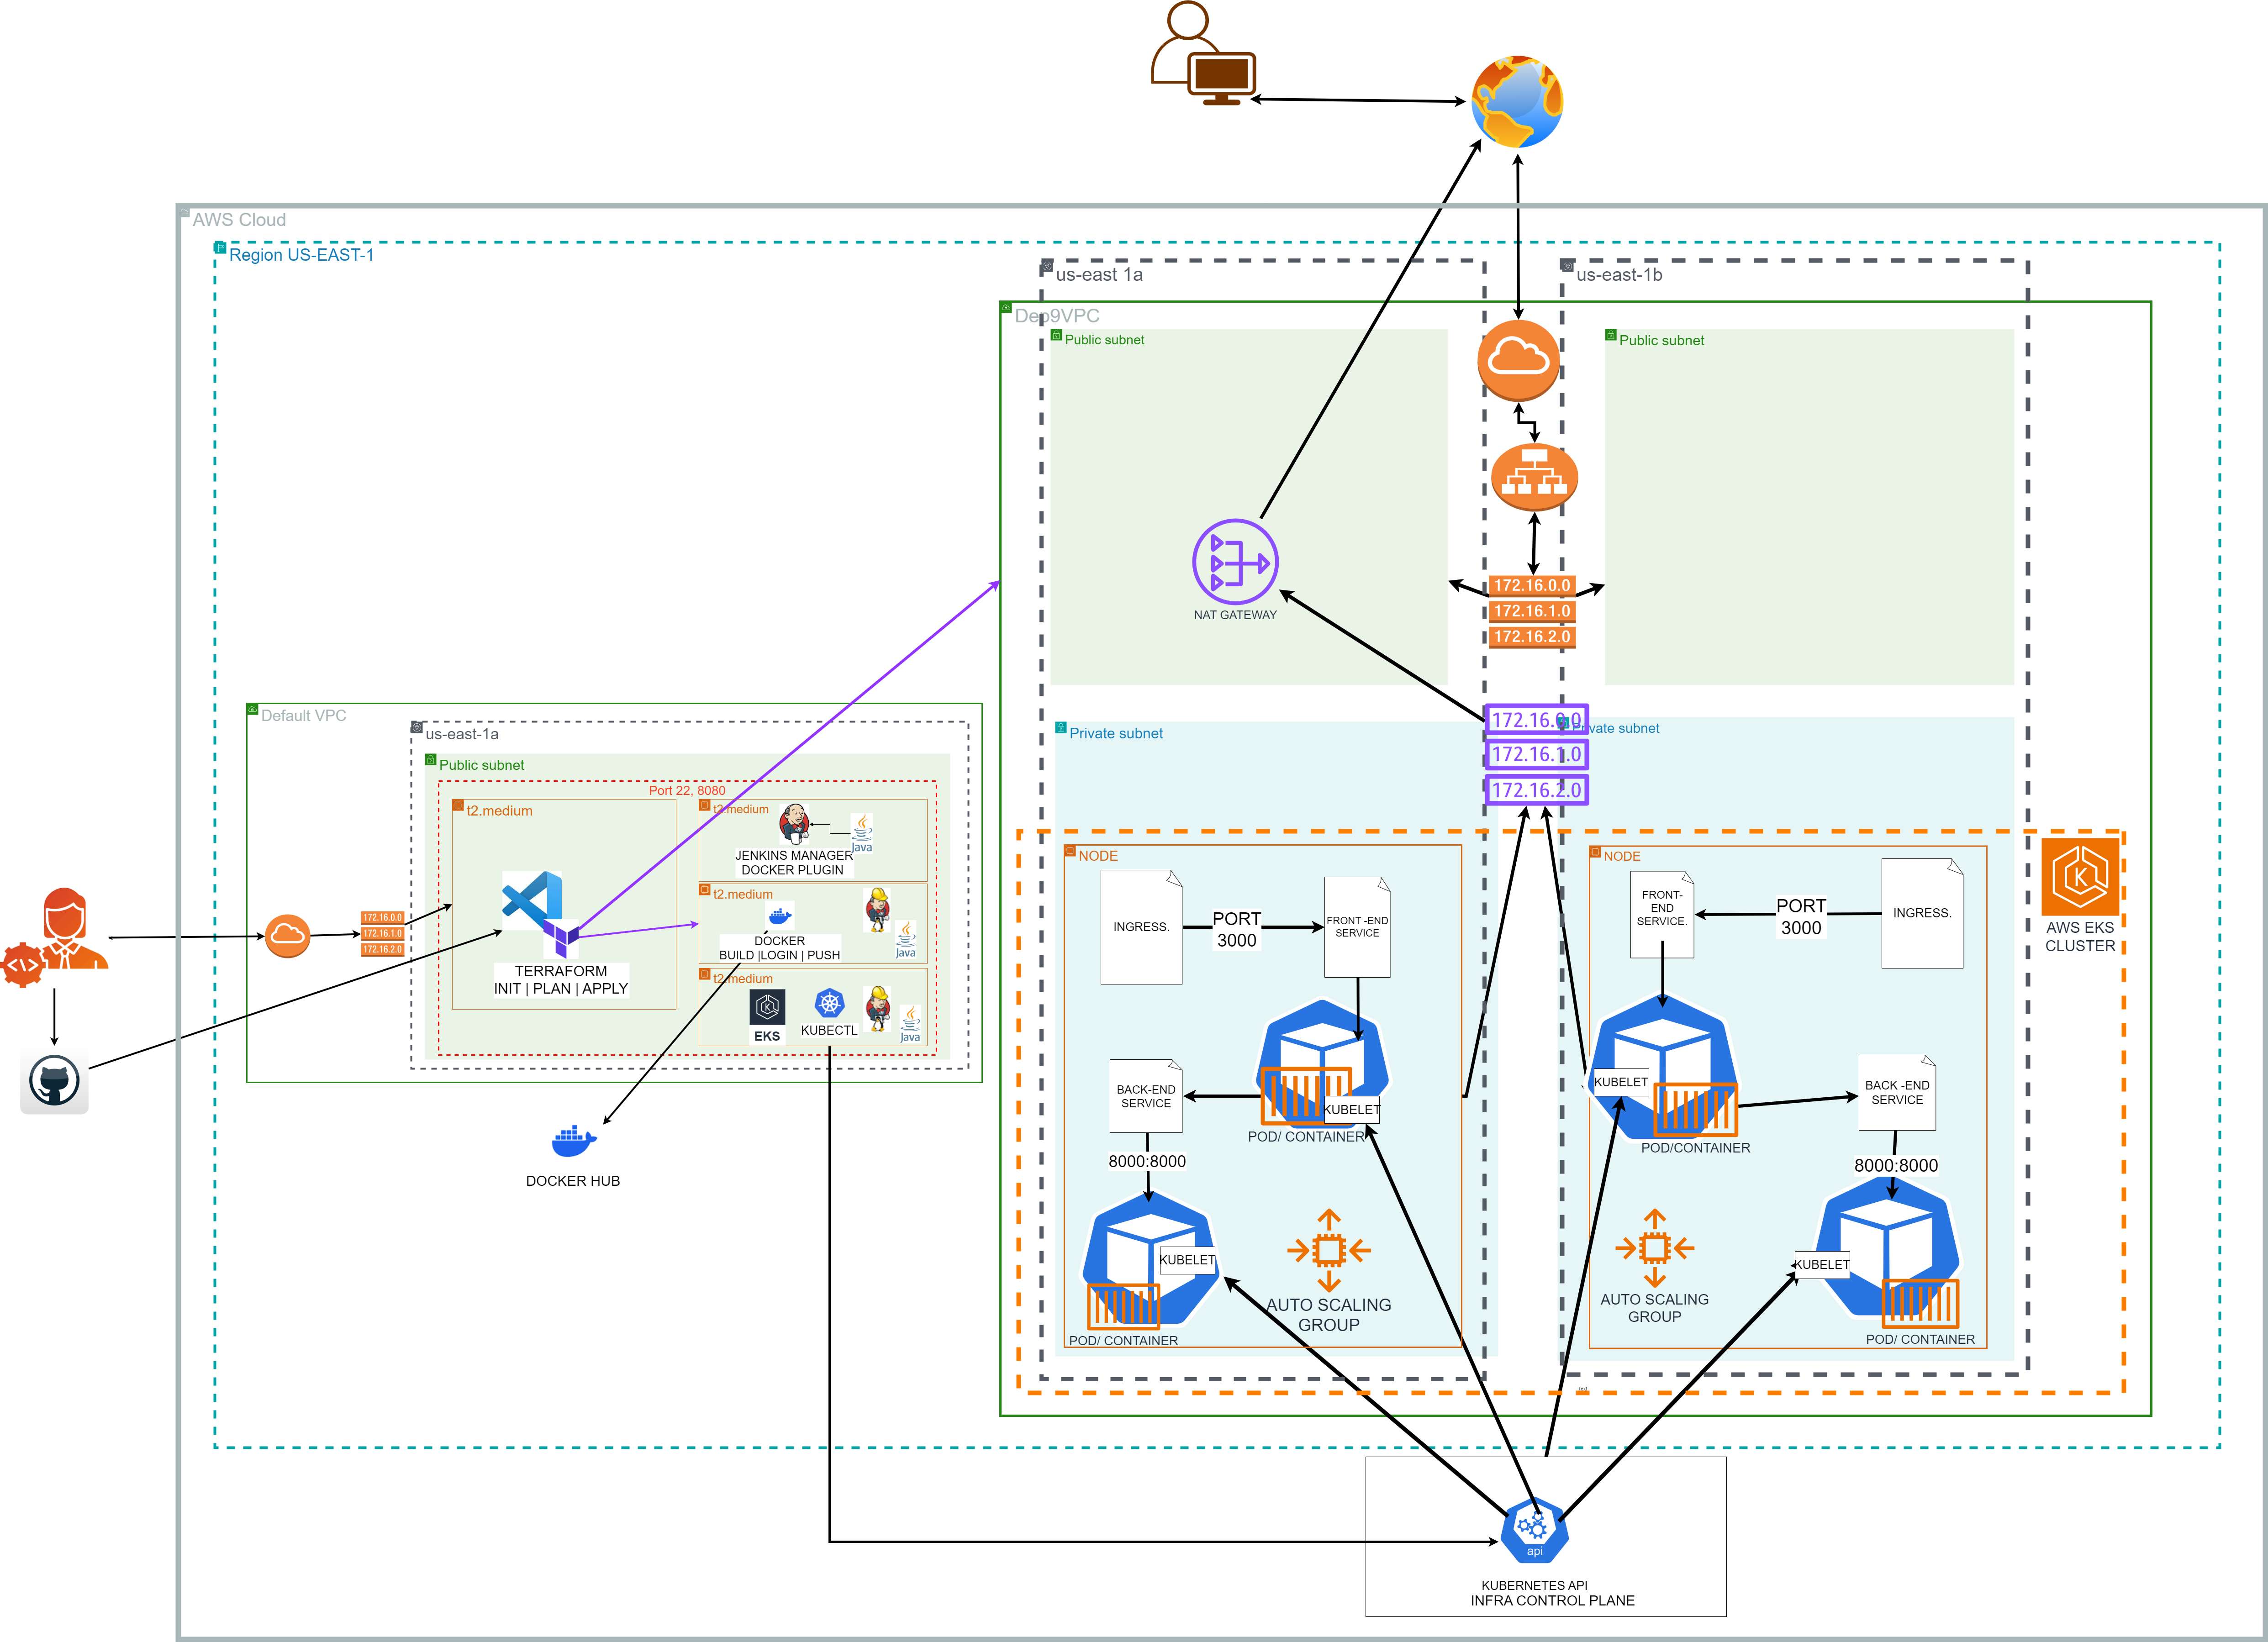 AWS Cloud
Region US-EAST-1
us-east 1a
us-east-1b
Dep9VPC
Public subnet
Public subnet
NAT GATEWAY
172.16.0.0
172.16.1.0
172.16.2.0
172.16.0.0
172.16.1.0
172.16.2.0
Private subnet
Private subnet
Default VPC
us-east-1a
Public subnet
Port 22, 8080
t2.medium
TERRAFORM
INIT | PLAN | APPLY
t2.medium
Java
JENKINS MANAGER
DOCKER PLUGIN
t2.medium
DOCKER
BUILD |LOGIN | PUSH
Java
t2.medium
EKS
KUBECTL
Java
172.16.0.0
172.16.1.0
172.16.2.0
DOCKER HUB
NODE
INGRESS.
PORT
3000
FRONT -END
SERVICE
BACK-END
SERVICE
KUBELET
POD/ CONTAINER
8000:8000
KUBELET
POD/ CONTAINER
AUTO SCALING
GROUP
NODE
FRONT-
END
SERVICE.
PORT
3000
INGRESS.
KUBELET
POD/CONTAINER
BACK -END
SERVICE
8000:8000
AUTO SCALING
GROUP
KUBELET
POD/ CONTAINER
AWS EKS
CLUSTER
Text
api
KUBERNETES API
INFRA CONTROL PLANE